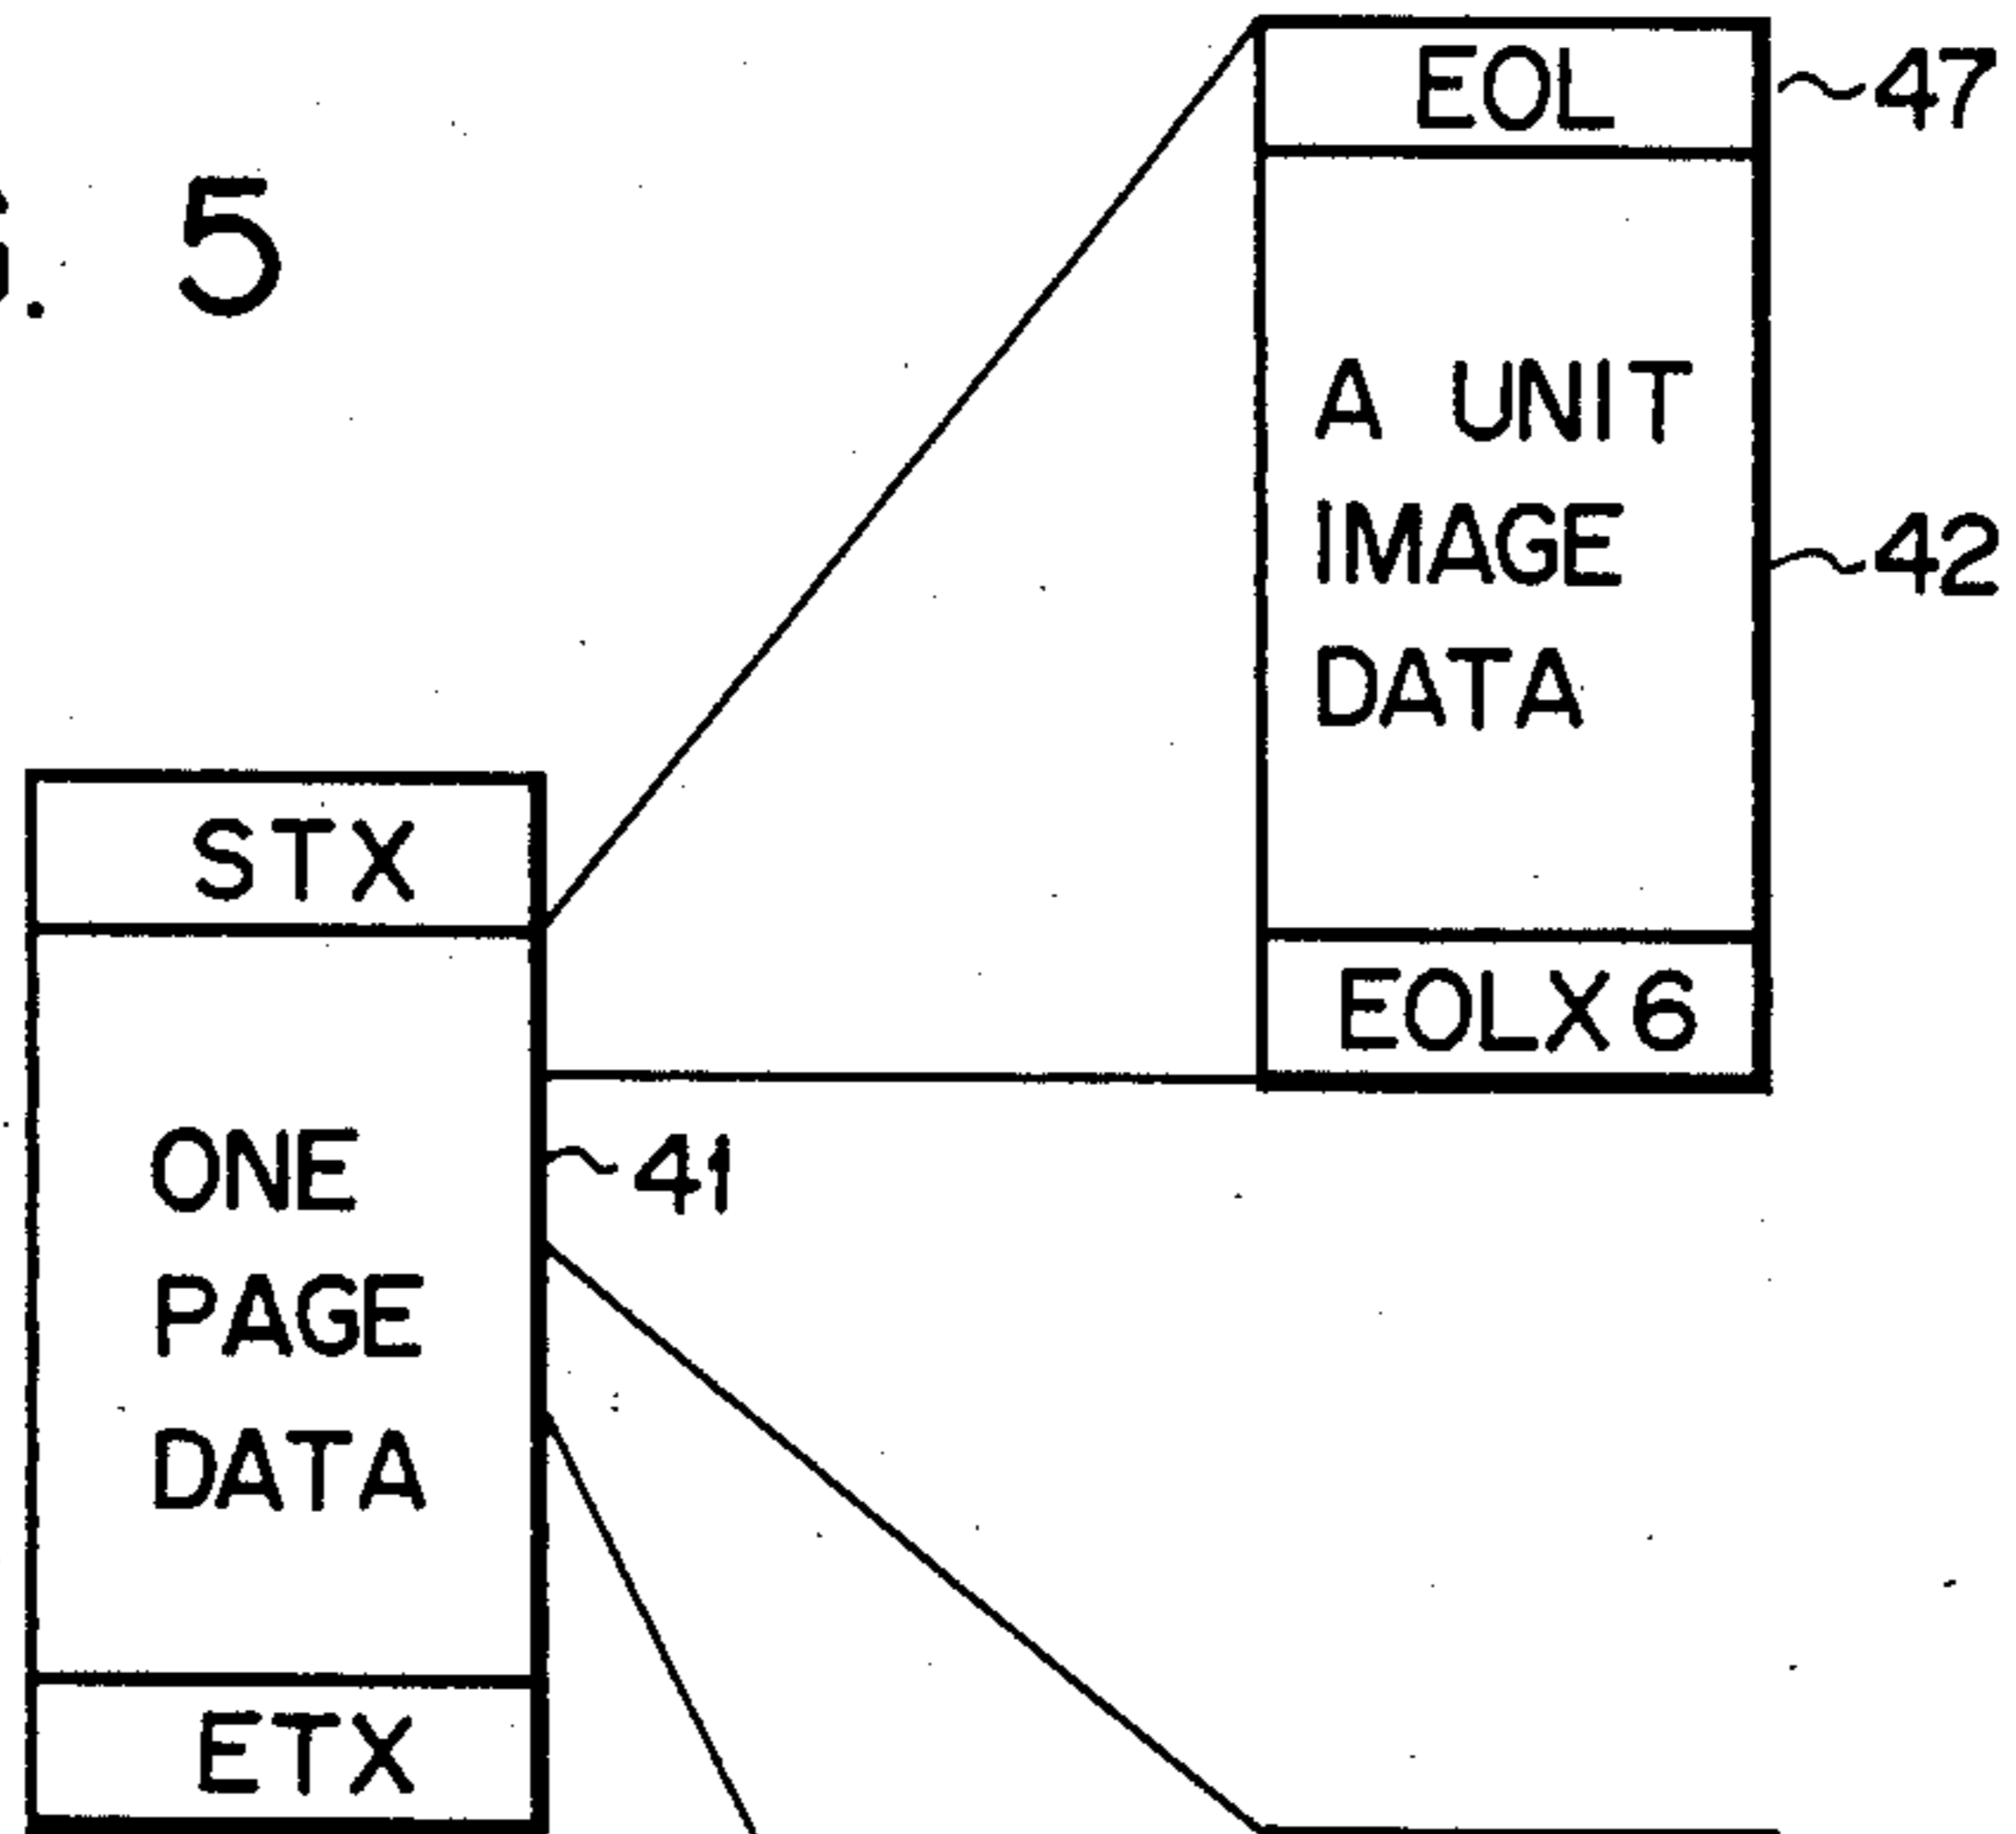 . 5
EOL
47
A UNIT
IMAGE
DATA
42
EOLX6
STX
ONE
PAGE
DATA
41
ETX